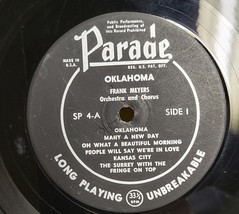 Public Performance,
and Broadcasting of
this Record Prohibited
Parade
MADE IN
U.S.A.
REG. U.S. PAT. OFF.
OKLAHOMA
FRANK MEYERS
Orchestra and Chorus
SP 4-A
SIDE 1
OKLAHOMA
MANY A NEW DAY
OH WHAT A BEAUTIFUL MORNING
PEOPLE WILL SAY WE'RE IN LOVE
KANSAS CITY
THE SURREY WITH THE
FRINGE ON TOP
LONG PLAYING
33⅓
RPM
UNBREAKABLE